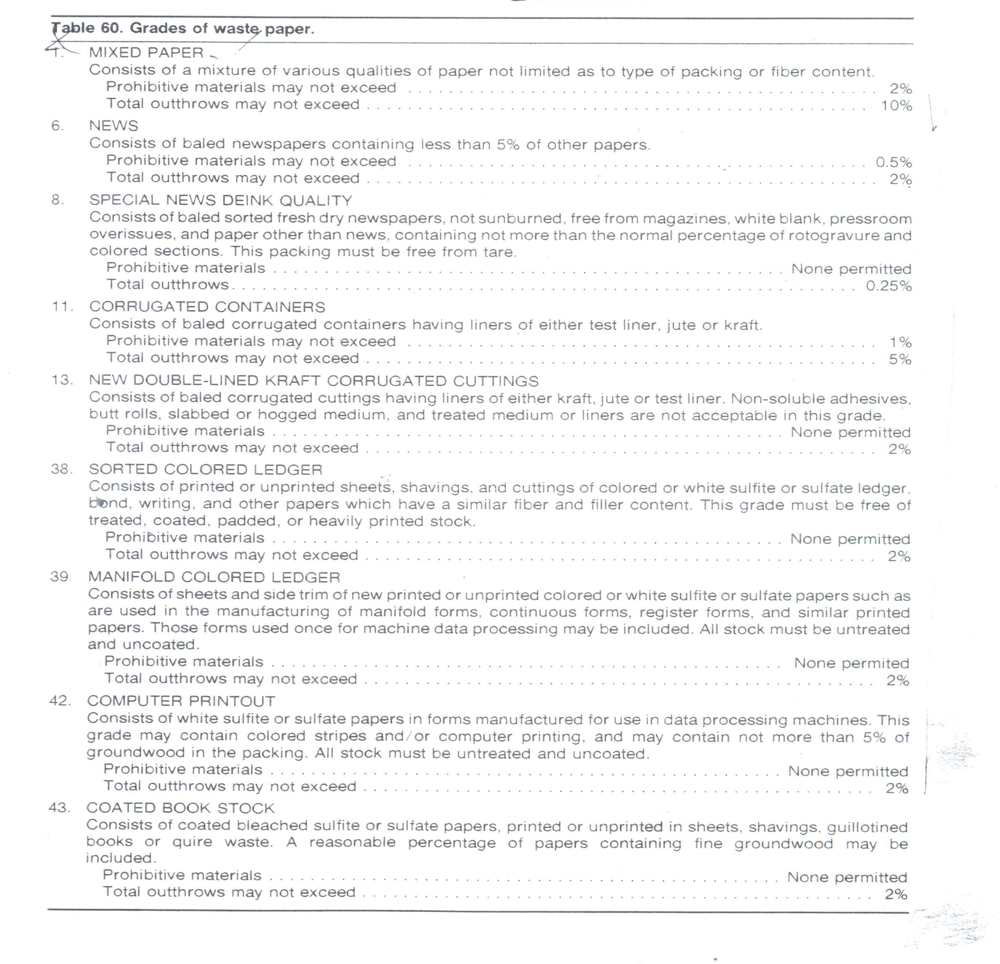 Table 60. Grades of waste paper.
1. MIXED PAPER
Consists of a mixture of various qualities of paper not limited as to type of packing or fiber content.
Prohibitive materials may not exceed . . . . . . . . . . 2%
Total outthrows may not exceed . . . . . . . . . . 10%
6. NEWS
Consists of baled newspapers containing less than 5% of other papers.
Prohibitive materials may not exceed . . . . . . . . . . 0.5%
Total outthrows may not exceed . . . . . . . . . . 2%
8. SPECIAL NEWS DEINK QUALITY
Consists of baled sorted fresh dry newspapers, not sunburned, free from magazines, white blank, pressroom
overissues, and paper other than news, containing not more than the normal percentage of rotogravure and
colored sections. This packing must be free from tare.
Prohibitive materials . . . . . . . . . . None permitted
Total outthrows. . . . . . . . . . 0.25%
11. CORRUGATED CONTAINERS
Consists of baled corrugated containers having liners of either test liner, jute or kraft.
Prohibitive materials may not exceed . . . . . . . . . . 1%
Total outthrows may not exceed . . . . . . . . . . 5%
13. NEW DOUBLE-LINED KRAFT CORRUGATED CUTTINGS
Consists of baled corrugated cuttings having liners of either kraft, jute or test liner. Non-soluble adhesives,
butt rolls, slabbed or hogged medium, and treated medium or liners are not acceptable in this grade.
Prohibitive materials . . . . . . . . . . None permitted
Total outthrows may not exceed . . . . . . . . . . 2%
38. SORTED COLORED LEDGER
Consists of printed or unprinted sheets, shavings, and cuttings of colored or white sulfite or sulfate ledger,
bond, writing, and other papers which have a similar fiber and filler content. This grade must be free of
treated, coated, padded, or heavily printed stock.
Prohibitive materials . . . . . . . . . . None permitted
Total outthrows may not exceed . . . . . . . . . . 2%
39. MANIFOLD COLORED LEDGER
Consists of sheets and side trim of new printed or unprinted colored or white sulfite or sulfate papers such as
are used in the manufacturing of manifold forms, continuous forms, register forms, and similar printed
papers. Those forms used once for machine data processing may be included. All stock must be untreated
and uncoated.
Prohibitive materials . . . . . . . . . . None permited
Total outthrows may not exceed . . . . . . . . . . 2%
42. COMPUTER PRINTOUT
Consists of white sulfite or sulfate papers in forms manufactured for use in data processing machines. This
grade may contain colored stripes and/or computer printing, and may contain not more than 5% of
groundwood in the packing. All stock must be untreated and uncoated.
Prohibitive materials . . . . . . . . . . None permitted
Total outthrows may not exceed . . . . . . . . . . 2%
43. COATED BOOK STOCK
Consists of coated bleached sulfite or sulfate papers, printed or unprinted in sheets, shavings, guillotined
books or quire waste. A reasonable percentage of papers containing fine groundwood may be
included.
Prohibitive materials . . . . . . . . . . None permitted
Total outthrows may not exceed . . . . . . . . . . 2%